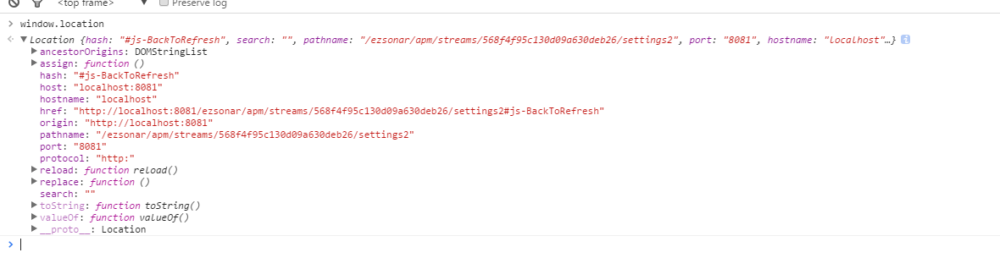 <top frame> ▼ Preserve log
> window.location
▼ Location {hash: "#js-BackToRefresh", search: "", pathname: "/ezsonar/apm/streams/568f4f95c130d09a630deb26/settings2", port: "8081", hostname: "localhost"…} i
▶ ancestorOrigins: DOMStringList
▶ assign: function ()
hash: "#js-BackToRefresh"
host: "localhost:8081"
hostname: "localhost"
href: "http://localhost:8081/ezsonar/apm/streams/568f4f95c130d09a630deb26/settings2#js-BackToRefresh"
origin: "http://localhost:8081"
pathname: "/ezsonar/apm/streams/568f4f95c130d09a630deb26/settings2"
port: "8081"
protocol: "http:"
▶ reload: function reload()
▶ replace: function ()
search: ""
▶ toString: function toString()
▶ valueOf: function valueOf()
▶ __proto__: Location
>